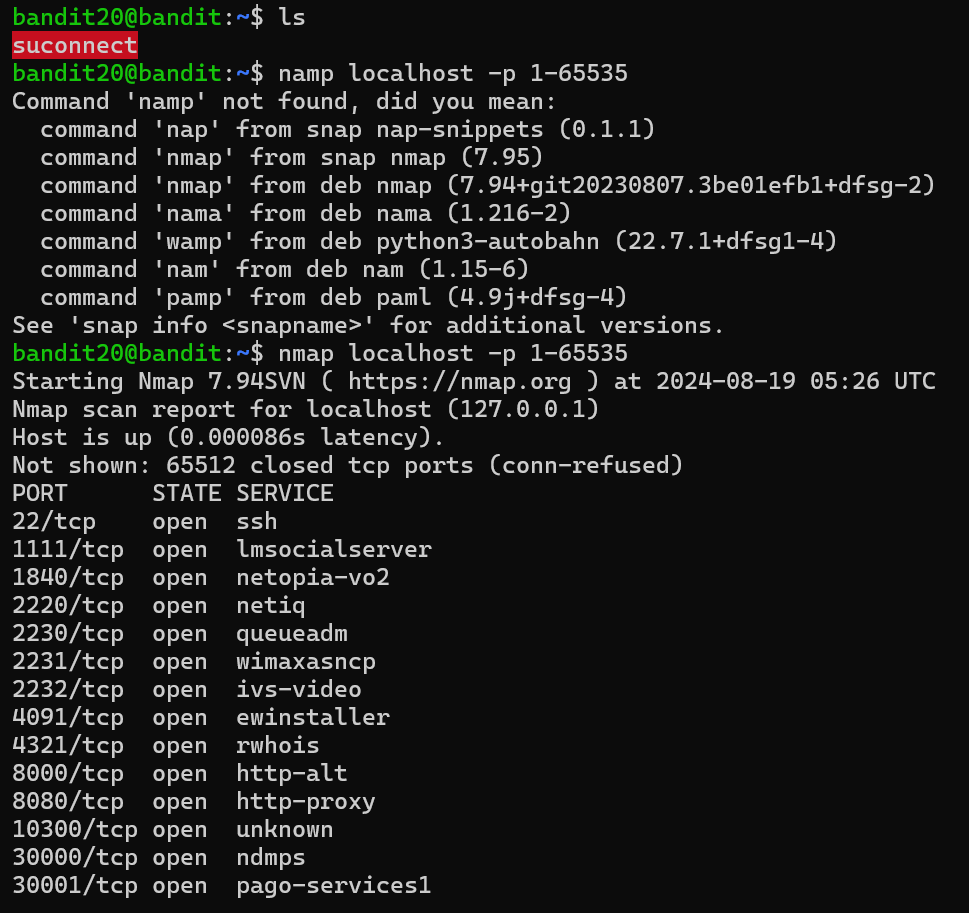 bandit20@bandit:~$ ls
suconnect
bandit20@bandit:~$ namp localhost -p 1-65535
Command 'namp' not found, did you mean:
  command 'nap' from snap nap-snippets (0.1.1)
  command 'nmap' from snap nmap (7.95)
  command 'nmap' from deb nmap (7.94+git20230807.3be01efb1+dfsg-2)
  command 'nama' from deb nama (1.216-2)
  command 'wamp' from deb python3-autobahn (22.7.1+dfsg1-4)
  command 'nam' from deb nam (1.15-6)
  command 'pamp' from deb paml (4.9j+dfsg-4)
See 'snap info <snapname>' for additional versions.
bandit20@bandit:~$ nmap localhost -p 1-65535
Starting Nmap 7.94SVN ( https://nmap.org ) at 2024-08-19 05:26 UTC
Nmap scan report for localhost (127.0.0.1)
Host is up (0.000086s latency).
Not shown: 65512 closed tcp ports (conn-refused)
PORT      STATE SERVICE
22/tcp    open  ssh
1111/tcp  open  lmsocialserver
1840/tcp  open  netopia-vo2
2220/tcp  open  netiq
2230/tcp  open  queueadm
2231/tcp  open  wimaxasncp
2232/tcp  open  ivs-video
4091/tcp  open  ewinstaller
4321/tcp  open  rwhois
8000/tcp  open  http-alt
8080/tcp  open  http-proxy
10300/tcp open  unknown
30000/tcp open  ndmps
30001/tcp open  pago-services1